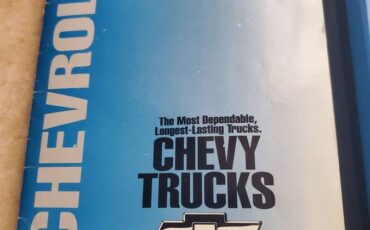 CHEVROL
The Most Dependable,
Longest-Lasting Trucks.
CHEVY
TRUCKS